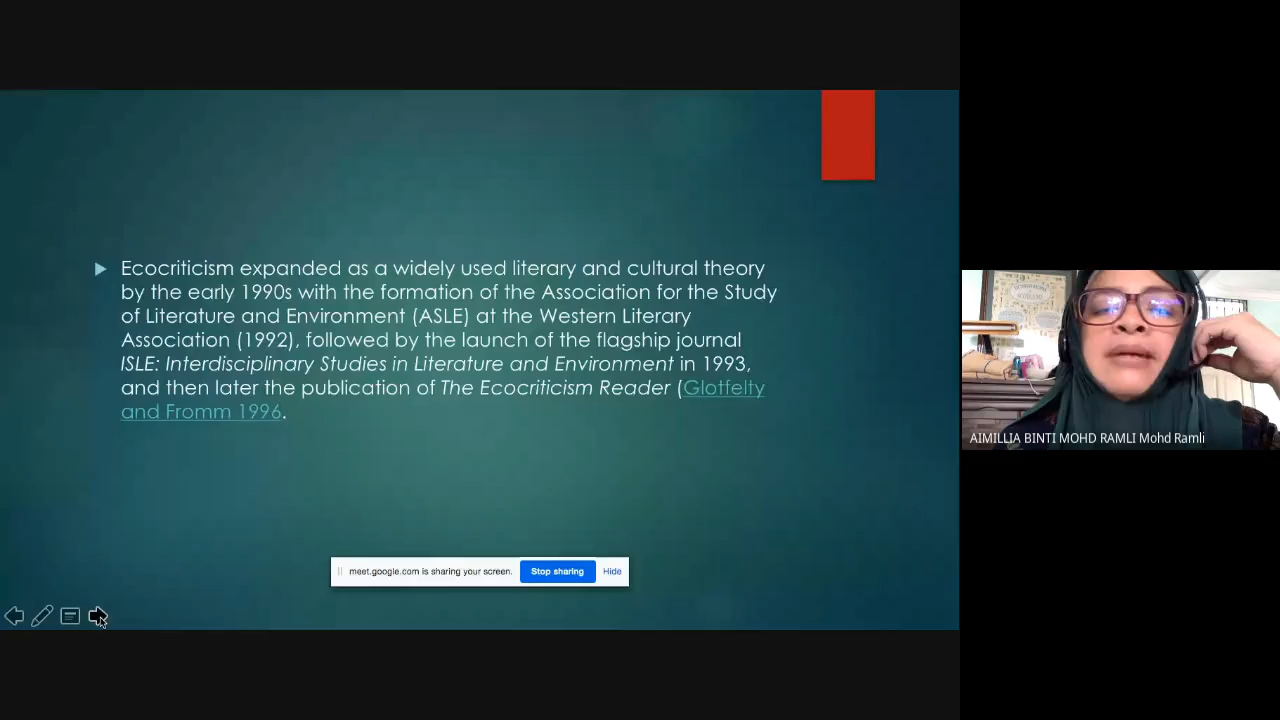 Ecocriticism expanded as a widely used literary and cultural theory
by the early 1990s with the formation of the Association for the Study
of Literature and Environment (ASLE) at the Western Literary
Association (1992), followed by the launch of the flagship journal
ISLE: Interdisciplinary Studies in Literature and Environment in 1993,
and then later the publication of The Ecocriticism Reader (Glotfelty
and Fromm 1996.
meet.google.com is sharing your screen. Stop sharing Hide
AIMILLIA BINTI MOHD RAMLI Mohd Ramli